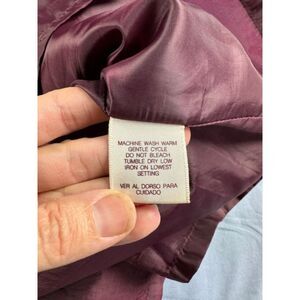 MACHINE WASH WARM
GENTLE CYCLE
DO NOT BLEACH
TUMBLE DRY LOW
IRON ON LOWEST
SETTING
VER AL DORSO PARA
CUIDADO